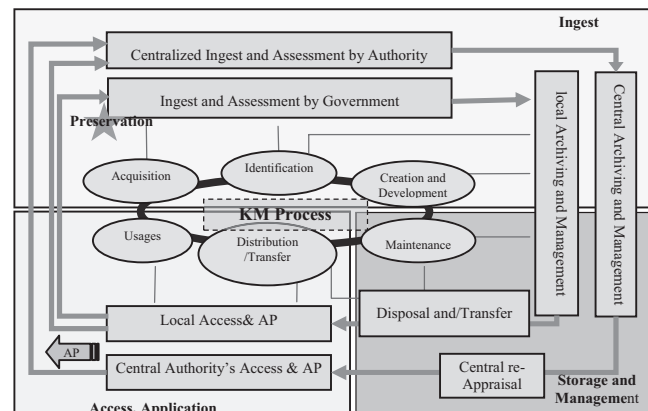 Ingest
Centralized Ingest and Assessment by Authority
Ingest and Assessment by Government
Preservation
local Archiving and Management
Central Archiving and Management
Identification
Acquisition
Creation and
Development
KM Process
Usages
Distribution
/Transfer
Maintenance
Local Access& AP
Disposal and/Transfer
AP
Central Authority's Access & AP
Central re-
Appraisal
Storage and
Management
Access, Application